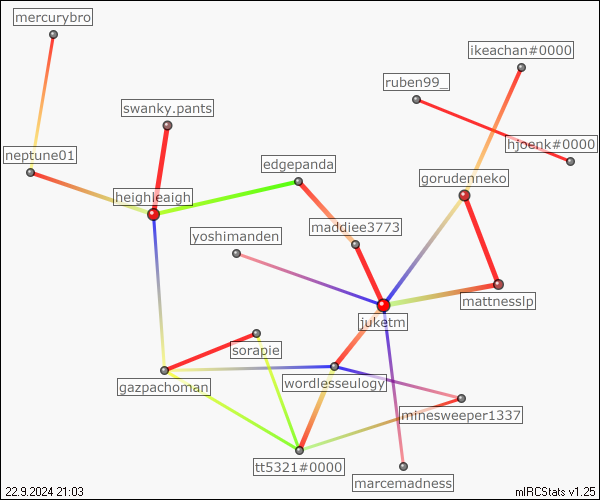 mercurybro
ikeachan#0000
ruben99_
swanky.pants
hjoenk#0000
neptune01
edgepanda
gorudenneko
heighleaigh
maddiee3773
yoshimanden
mattnesslp
juketm
sorapie
gazpachoman
wordlesseulogy
minesweeper1337
tt5321#0000
marcemadness
22.9.2024 21:03
mIRCStats v1.25